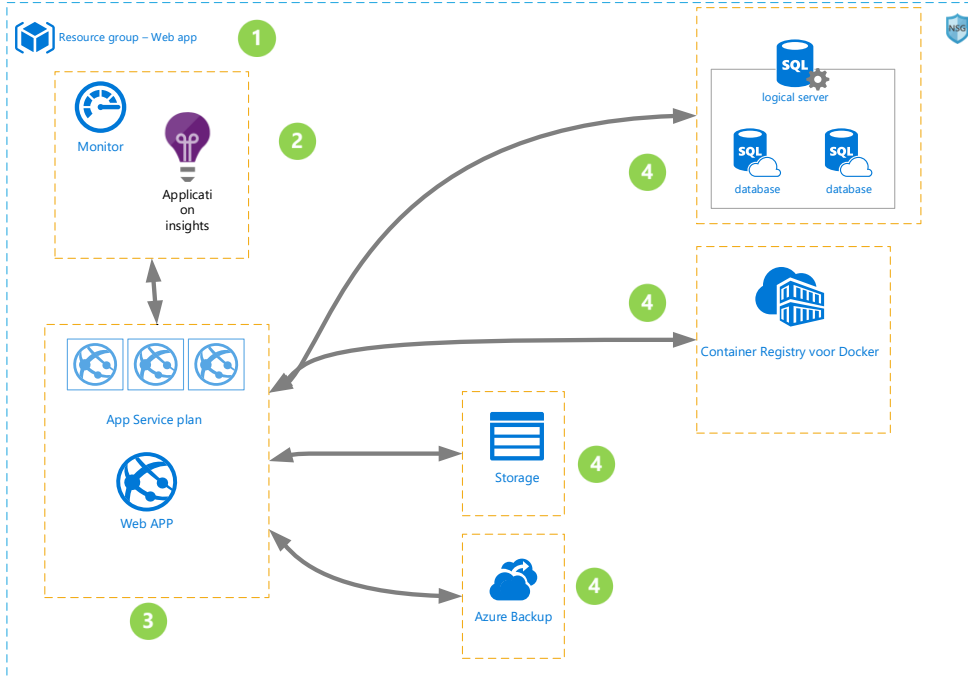 Resource group – Web app
1
NSG
Monitor
Applicati
on
insights
2
SQL
logical server
SQL
database
SQL
database
4
4
Container Registry voor Docker
App Service plan
Web APP
3
Storage
4
Azure Backup
4